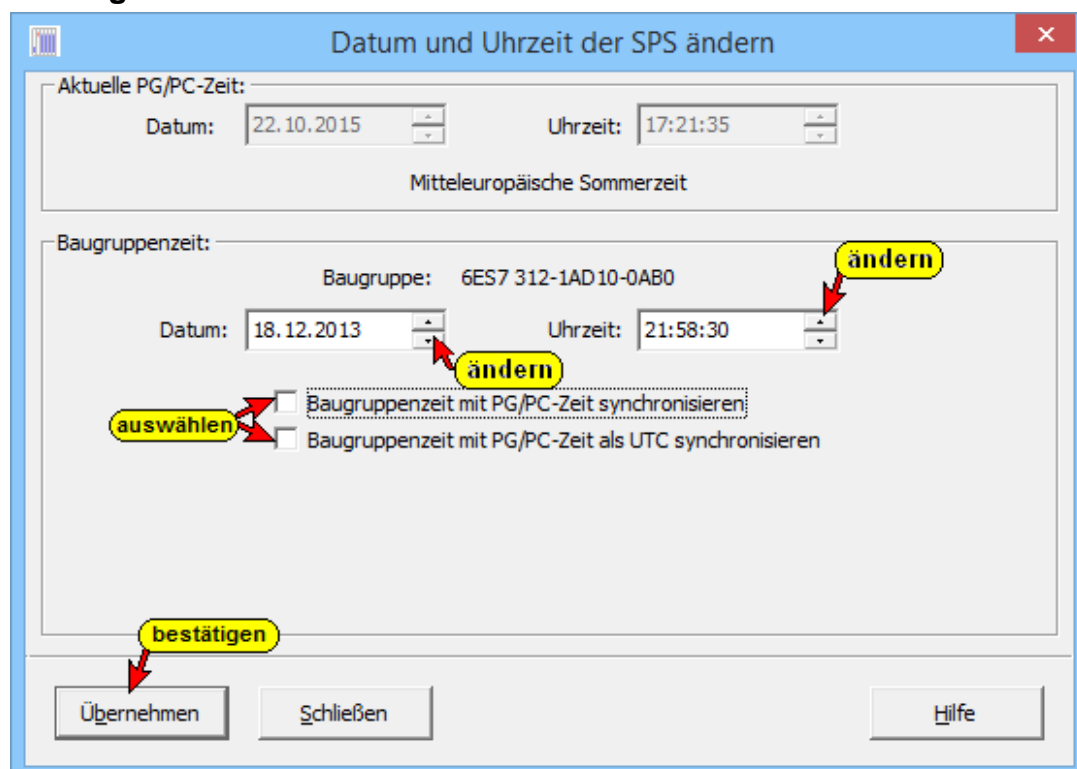 Datum und Uhrzeit der SPS ändern
Aktuelle PG/PC-Zeit:
Datum: 22.10.2015 Uhrzeit: 17:21:35
Mitteleuropäische Sommerzeit
Baugruppenzeit:
ändern
Baugruppe: 6ES7 312-1AD10-0AB0
Datum: 18.12.2013 Uhrzeit: 21:58:30
ändern
Baugruppenzeit mit PG/PC-Zeit synchronisieren
auswählen
Baugruppenzeit mit PG/PC-Zeit als UTC synchronisieren
bestätigen
Übernehmen Schließen Hilfe